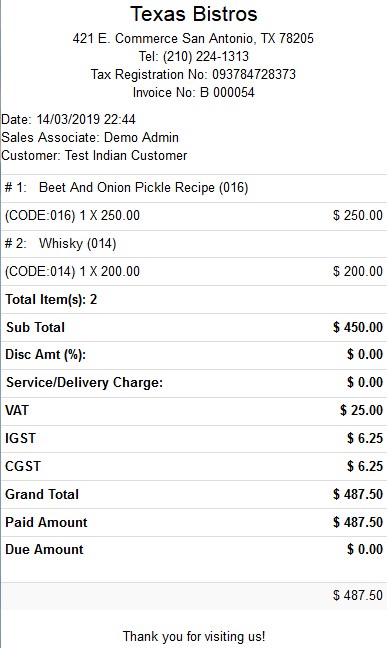 Texas Bistros
421 E. Commerce San Antonio, TX 78205
Tel: (210) 224-1313
Tax Registration No: 093784728373
Invoice No: B 000054
Date: 14/03/2019 22:44
Sales Associate: Demo Admin
Customer: Test Indian Customer
# 1: Beet And Onion Pickle Recipe (016)
(CODE:016) 1 X 250.00 $ 250.00
# 2: Whisky (014)
(CODE:014) 1 X 200.00 $ 200.00
Total Item(s): 2
Sub Total $ 450.00
Disc Amt (%): $ 0.00
Service/Delivery Charge: $ 0.00
VAT $ 25.00
IGST $ 6.25
CGST $ 6.25
Grand Total $ 487.50
Paid Amount $ 487.50
Due Amount $ 0.00
$ 487.50
Thank you for visiting us!